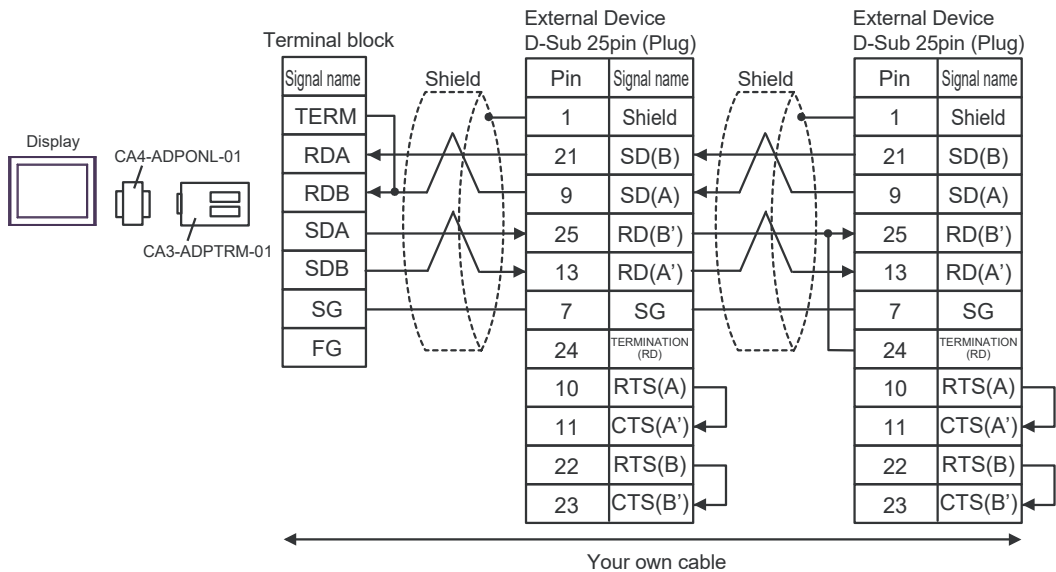 Display
CA4-ADPONL-01
CA3-ADPTRM-01
Terminal block
Signal name
TERM
RDA
RDB
SDA
SDB
SG
FG
Shield
External Device
D-Sub 25pin (Plug)
Pin Signal name
1 Shield
21 SD(B)
9 SD(A)
25 RD(B’)
13 RD(A’)
7 SG
24 TERMINATION
(RD)
10 RTS(A)
11 CTS(A’)
22 RTS(B)
23 CTS(B’)
Shield
External Device
D-Sub 25pin (Plug)
Pin Signal name
1 Shield
21 SD(B)
9 SD(A)
25 RD(B’)
13 RD(A’)
7 SG
24 TERMINATION
(RD)
10 RTS(A)
11 CTS(A’)
22 RTS(B)
23 CTS(B’)
Your own cable